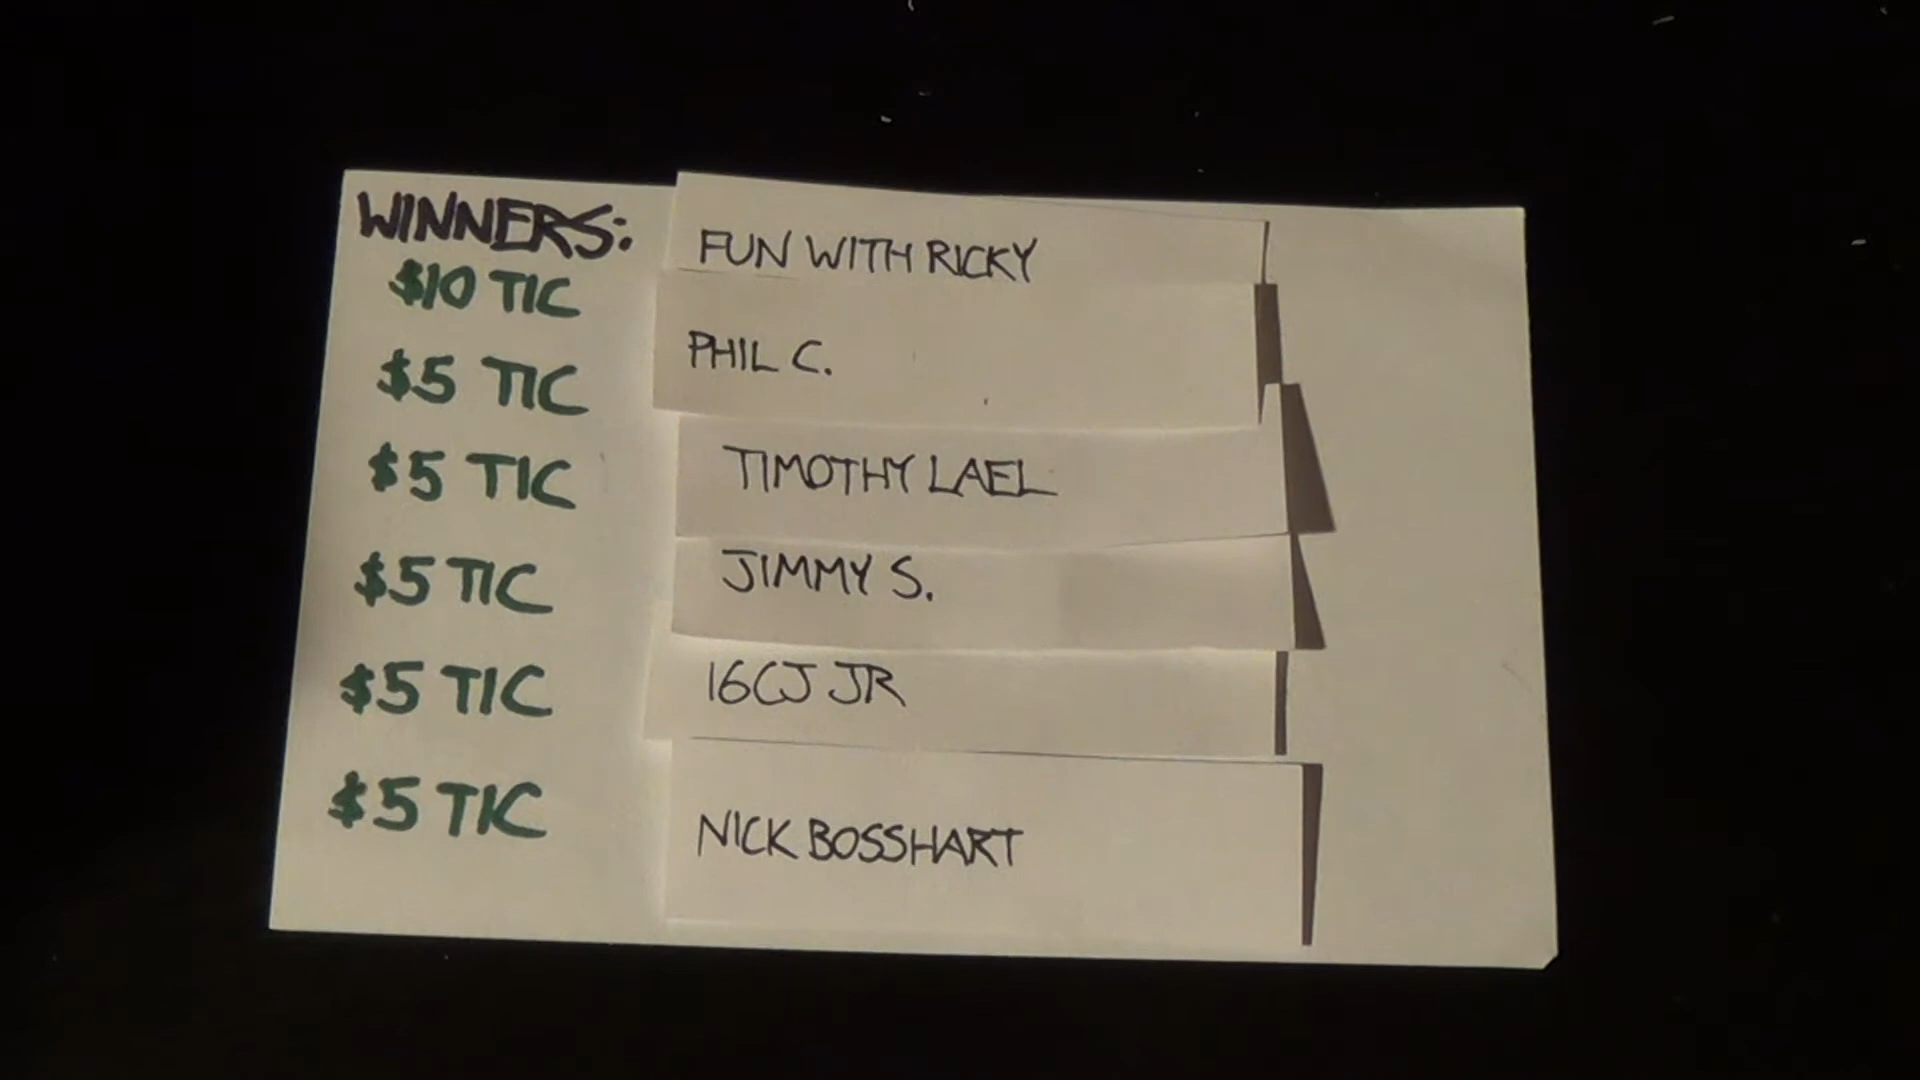 WINNERS:
$10 TIC FUN WITH RICKY
$5 TIC PHIL C.
$5 TIC TIMOTHY LAEL
$5 TIC JIMMY S.
$5 TIC 16CJ JR
$5 TIC NICK BOSSHART